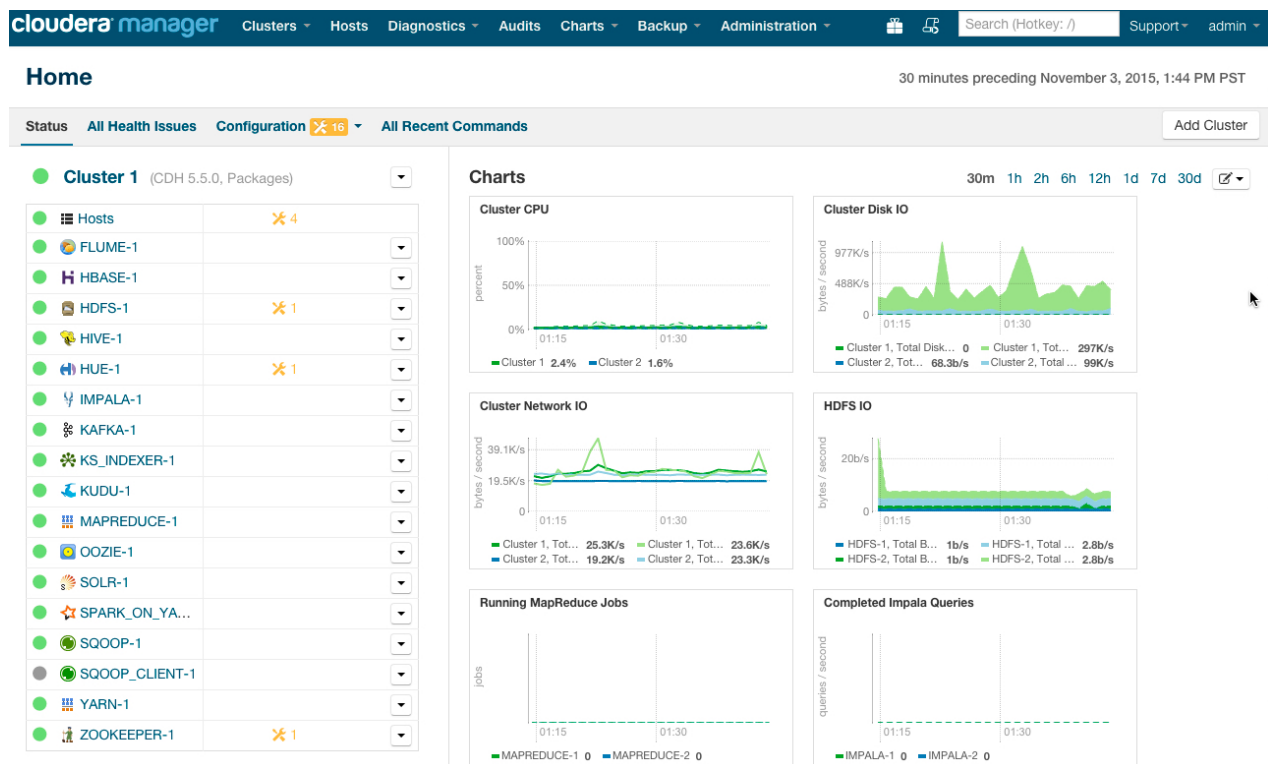 cloudera manager Clusters Hosts Diagnostics Audits Charts Backup Administration Search (Hotkey: /) Support admin
Home
30 minutes preceding November 3, 2015, 1:44 PM PST
Status All Health Issues Configuration 16 All Recent Commands Add Cluster
Cluster 1 (CDH 5.5.0, Packages)
Hosts 4
FLUME-1
HBASE-1
HDFS-1 1
HIVE-1
HUE-1 1
IMPALA-1
KAFKA-1
KS_INDEXER-1
KUDU-1
MAPREDUCE-1
OOZIE-1
SOLR-1
SPARK_ON_YA...
SQOOP-1
SQOOP_CLIENT-1
YARN-1
ZOOKEEPER-1 1
Charts
30m 1h 2h 6h 12h 1d 7d 30d
Cluster CPU
percent
100%
50%
0%
01:15 01:30
Cluster 1 2.4% Cluster 2 1.6%
Cluster Disk IO
bytes / second
977K/s
488K/s
0
01:15 01:30
Cluster 1, Total Disk... 0 Cluster 1, Tot... 297K/s
Cluster 2, Tot... 68.3b/s Cluster 2, Total ... 99K/s
Cluster Network IO
bytes / second
39.1K/s
19.5K/s
0
01:15 01:30
Cluster 1, Tot... 25.3K/s Cluster 1, Tot... 23.6K/s
Cluster 2, Tot... 19.2K/s Cluster 2, Tot... 23.3K/s
HDFS IO
bytes / second
20b/s
0
01:15 01:30
HDFS-1, Total B... 1b/s HDFS-1, Total ... 2.8b/s
HDFS-2, Total B... 1b/s HDFS-2, Total ... 2.8b/s
Running MapReduce Jobs
jobs
01:15 01:30
MAPREDUCE-1 0 MAPREDUCE-2 0
Completed Impala Queries
queries / second
01:15 01:30
IMPALA-1 0 IMPALA-2 0